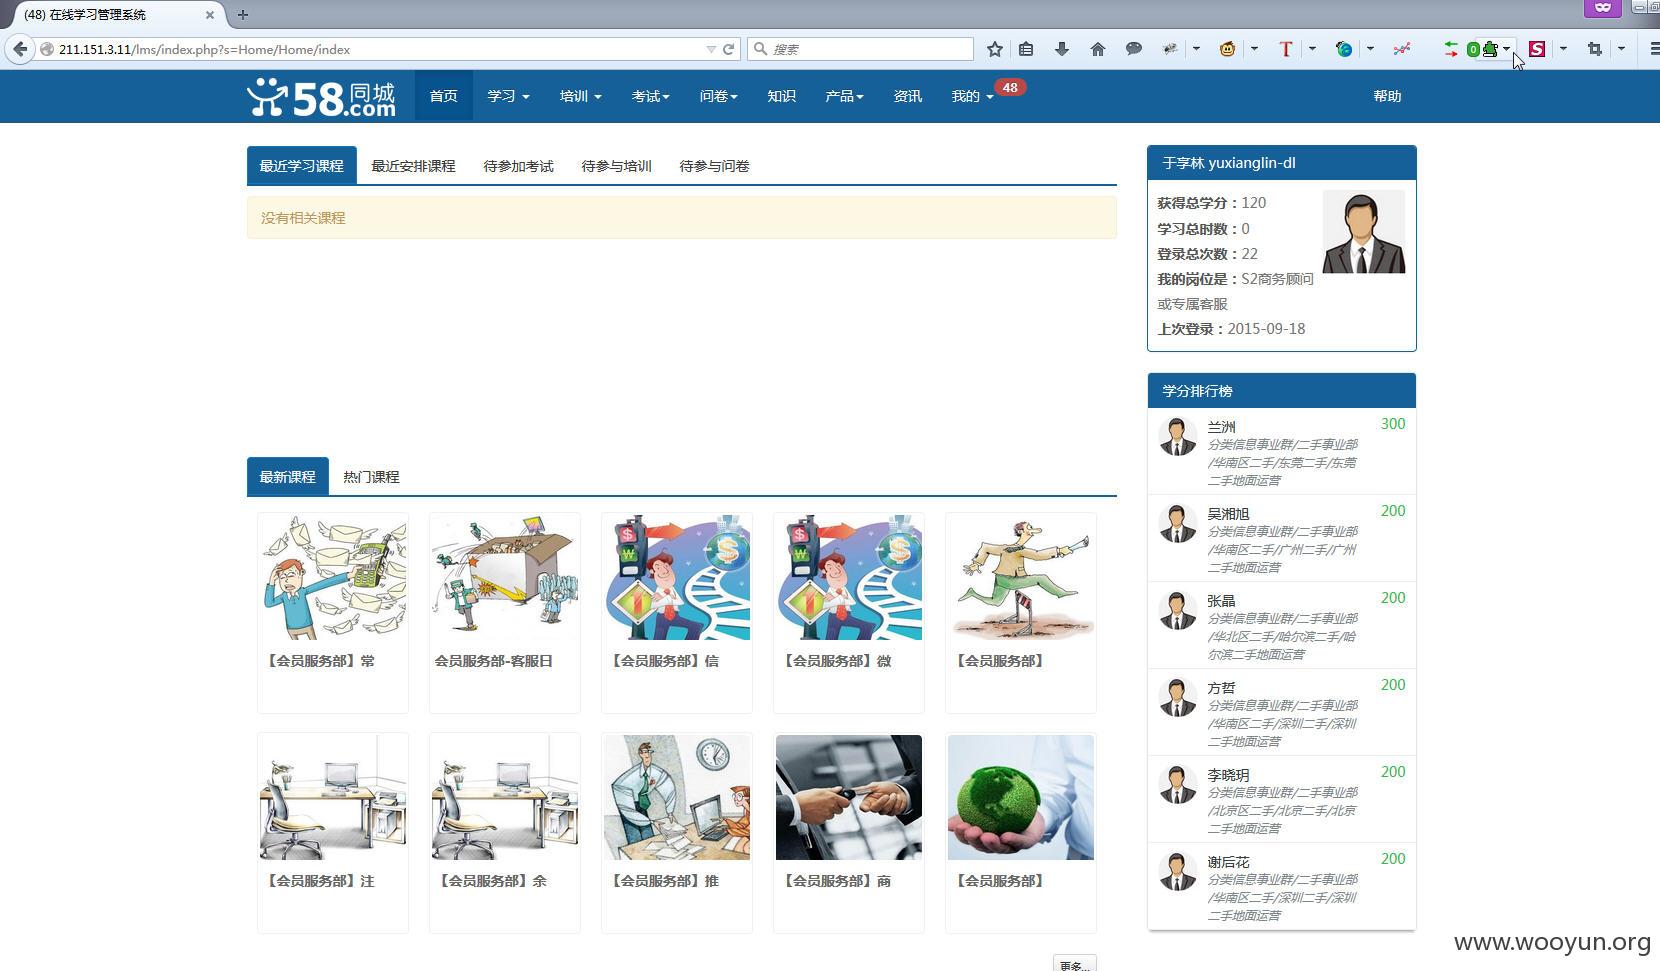 (48) 在线学习管理系统
211.151.3.11/lms/index.php?s=Home/Home/index
搜索
58同城
.com
首页
学习
培训
考试
问卷
知识
产品
资讯
我的
48
帮助
最近学习课程
最近安排课程
待参加考试
待参与培训
待参与问卷
没有相关课程
于享林 yuxianglin-dl
获得总学分：120
学习总时数：0
登录总次数：22
我的岗位是：S2商务顾问
或专属客服
上次登录：2015-09-18
学分排行榜
兰洲
300
分类信息事业群/二手事业部
/华南区二手/东莞二手/东莞
二手地面运营
吴湘旭
200
分类信息事业群/二手事业部
/华南区二手/广州二手/广州
二手地面运营
张晶
200
分类信息事业群/二手事业部
/华北区二手/哈尔滨二手/哈
尔滨二手地面运营
方哲
200
分类信息事业群/二手事业部
/华南区二手/深圳二手/深圳
二手地面运营
李晓玥
200
分类信息事业群/二手事业部
/北京区二手/北京二手/北京
二手地面运营
谢后花
200
分类信息事业群/二手事业部
/华南区二手/深圳二手/深圳
二手地面运营
最新课程
热门课程
【会员服务部】常
会员服务部-客服日
【会员服务部】信
【会员服务部】微
【会员服务部】
【会员服务部】注
【会员服务部】余
【会员服务部】推
【会员服务部】商
【会员服务部】
更多...
www.wooyun.org